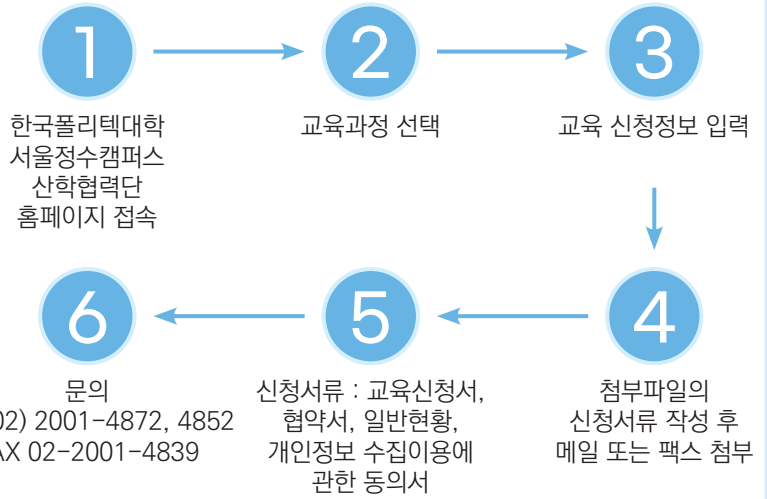 1
한국폴리텍대학
서울정수캠퍼스
산학협력단
홈페이지 접속
2
교육과정 선택
3
교육 신청정보 입력
4
첨부파일의
신청서류 작성 후
메일 또는 팩스 첨부
5
신청서류 : 교육신청서,
협약서, 일반현황,
개인정보 수집이용에
관한 동의서
6
문의
02) 2001-4872, 4852
AX 02-2001-4839